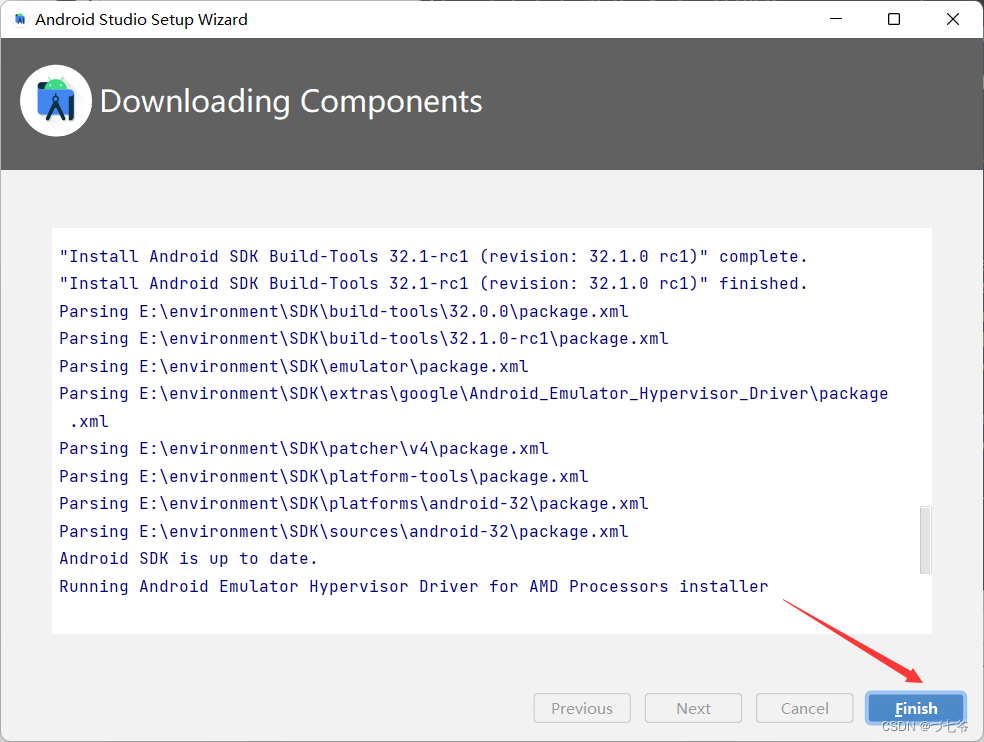 Android Studio Setup Wizard
Downloading Components
"Install Android SDK Build-Tools 32.1-rc1 (revision: 32.1.0 rc1)" complete.
"Install Android SDK Build-Tools 32.1-rc1 (revision: 32.1.0 rc1)" finished.
Parsing E:\environment\SDK\build-tools\32.0.0\package.xml
Parsing E:\environment\SDK\build-tools\32.1.0-rc1\package.xml
Parsing E:\environment\SDK\emulator\package.xml
Parsing E:\environment\SDK\extras\google\Android_Emulator_Hypervisor_Driver\package
.xml
Parsing E:\environment\SDK\patcher\v4\package.xml
Parsing E:\environment\SDK\platform-tools\package.xml
Parsing E:\environment\SDK\platforms\android-32\package.xml
Parsing E:\environment\SDK\sources\android-32\package.xml
Android SDK is up to date.
Running Android Emulator Hypervisor Driver for AMD Processors installer
Previous Next Cancel Finish
CSDN @づ七爷